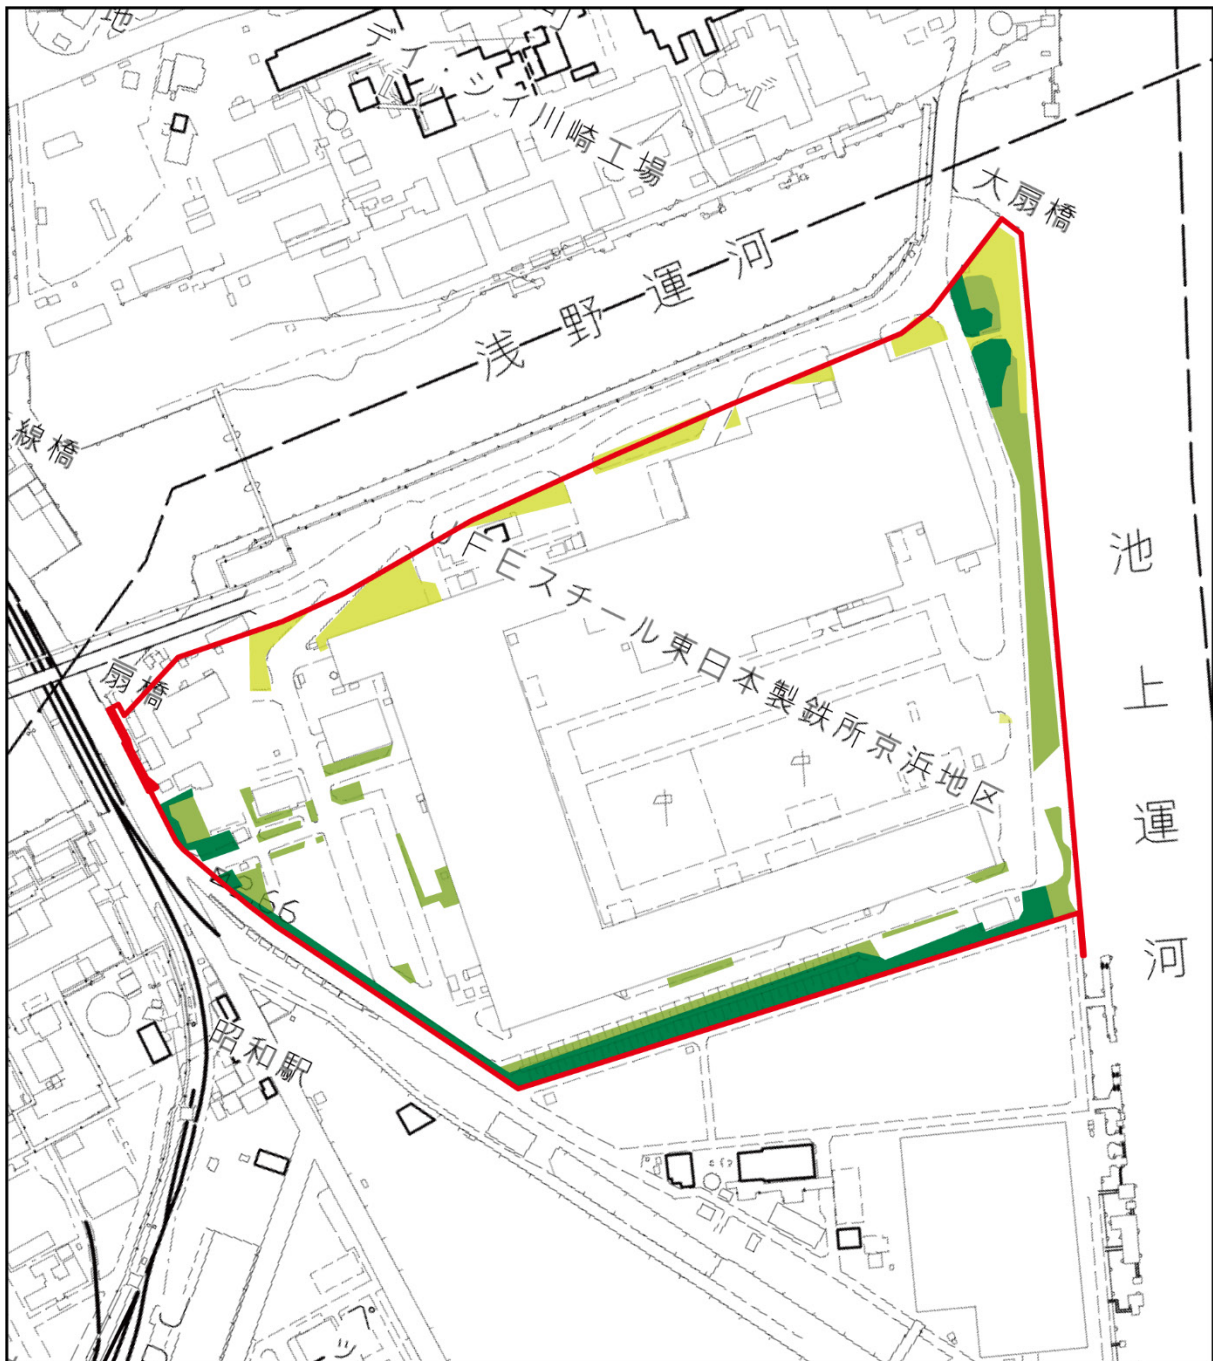 地
ディ
シイ川崎工場
大扇橋
浅野運河
線橋
JFEスチール東日本製鉄所京浜地区
池上運河
扇橋
昭和駅